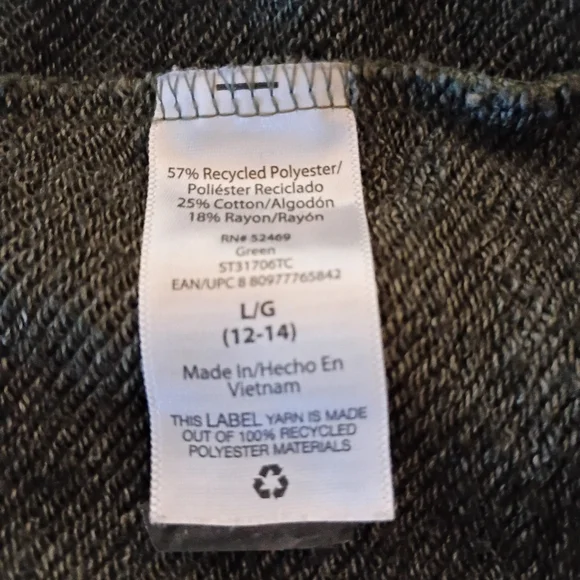 57% Recycled Polyester/
Poliéster Reciclado
25% Cotton/Algodón
18% Rayon/Rayón
RN# 52469
Green
ST31706TC
EAN/UPC 8 80977765842
L/G
(12-14)
Made In/Hecho En
Vietnam
THIS LABEL YARN IS MADE
OUT OF 100% RECYCLED
POLYESTER MATERIALS